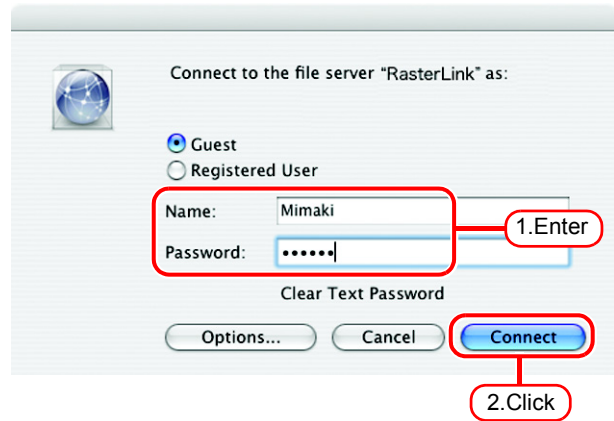 Connect to the file server “RasterLink” as:
Guest
Registered User
Name: Mimaki
1.Enter
Password: ••••••
Clear Text Password
Options... Cancel Connect
2.Click